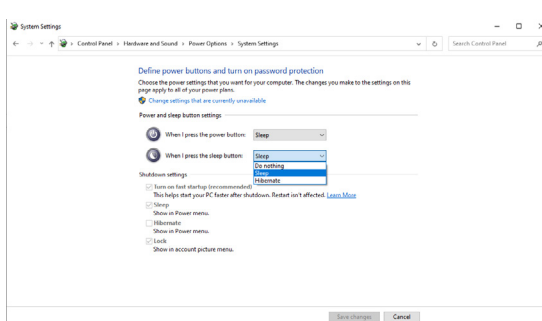 System Settings
Control Panel > Hardware and Sound > Power Options > System Settings
Search Control Panel
Define power buttons and turn on password protection
Choose the power settings that you want for your computer. The changes you make to the settings on this
page apply to all of your power plans.
Change settings that are currently unavailable
Power and sleep button settings
When I press the power button: Sleep
When I press the sleep button: Sleep
Do nothing
Sleep
Hibernate
Shutdown settings
Turn on fast startup (recommended)
This helps start your PC faster after shutdown. Restart isn't affected. Learn More
Sleep
Show in Power menu.
Hibernate
Show in Power menu.
Lock
Show in account picture menu.
Save changes Cancel